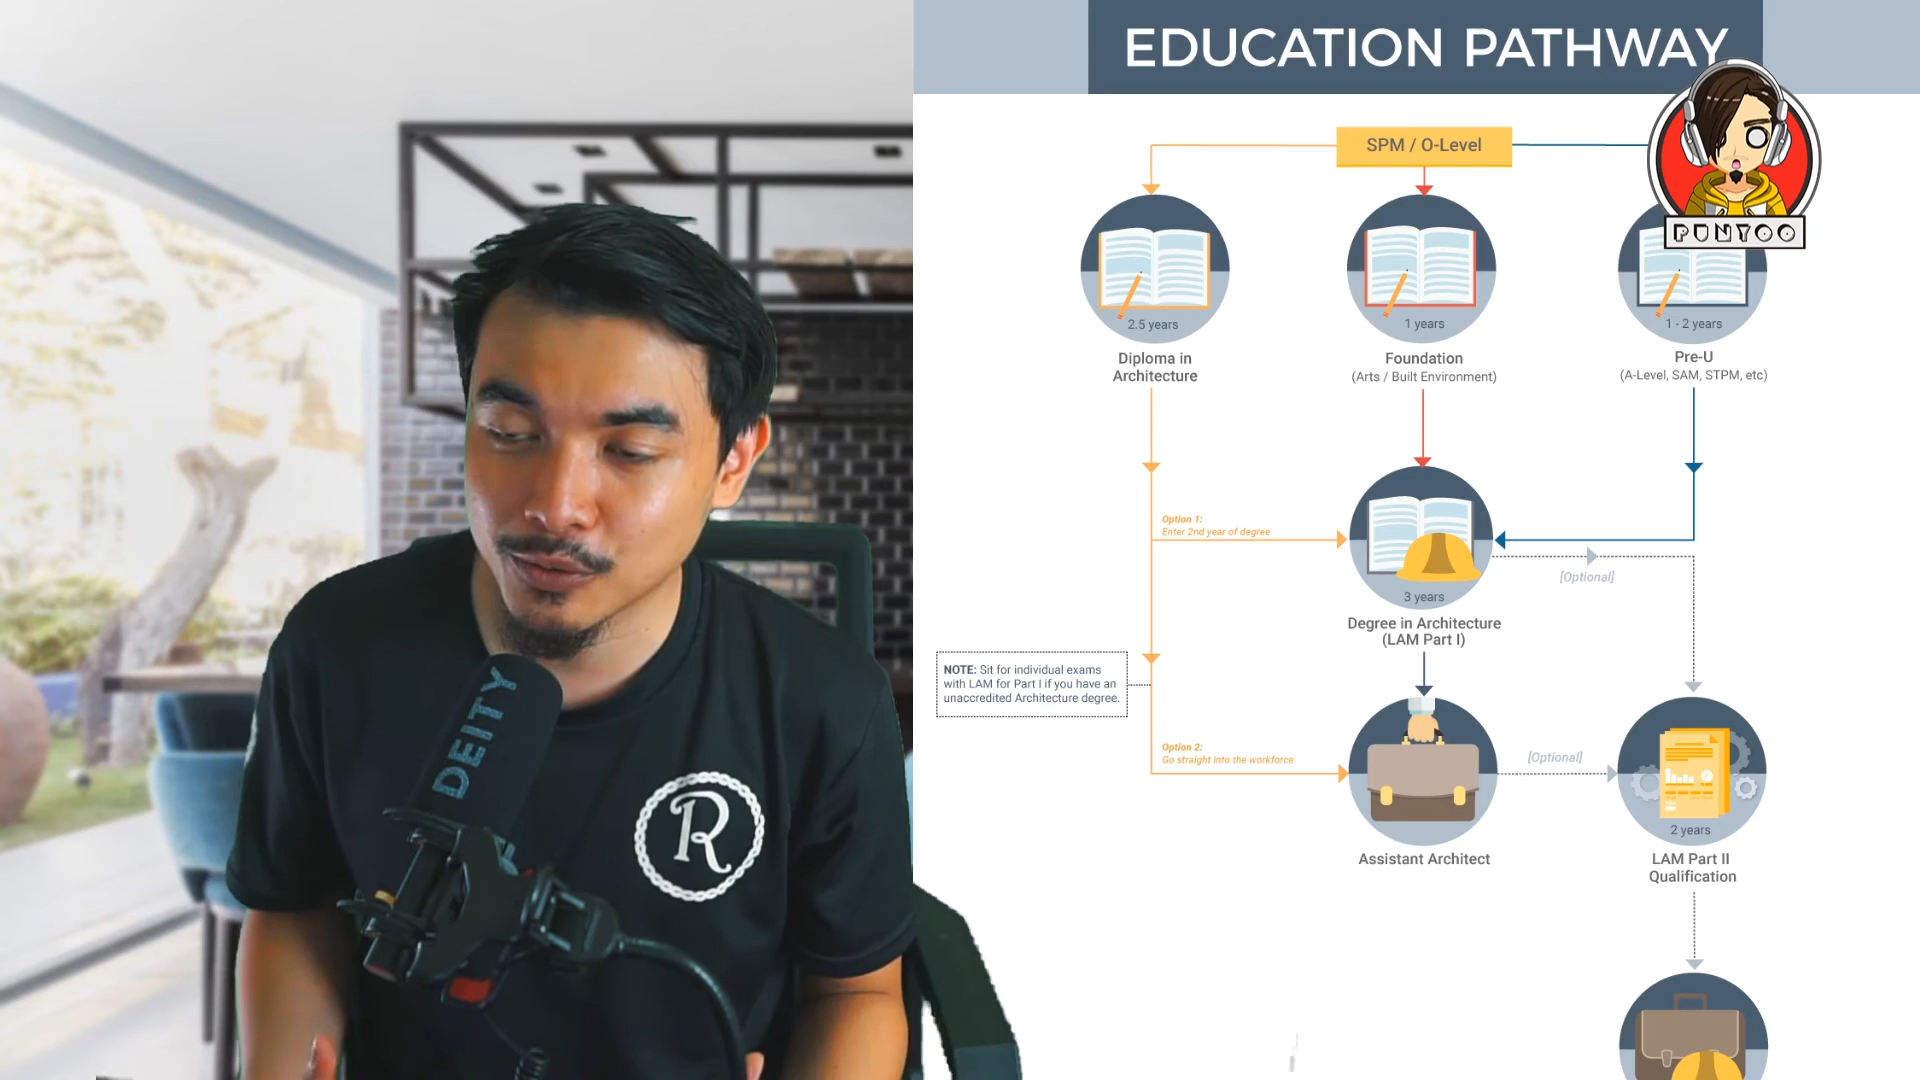 EDUCATION PATHWAY
SPM / O-Level
PUNYOO
2.5 years
1 years
1 - 2 years
Diploma in
Architecture
Foundation
(Arts / Built Environment)
Pre-U
(A-Level, SAM, STPM, etc)
Option 1:
Enter 2nd year of degree
[Optional]
3 years
Degree in Architecture
(LAM Part I)
NOTE: Sit for individual exams
with LAM for Part I if you have an
unaccredited Architecture degree.
Option 2:
Go straight into the workforce
[Optional]
2 years
Assistant Architect
LAM Part II
Qualification
DEITY
R